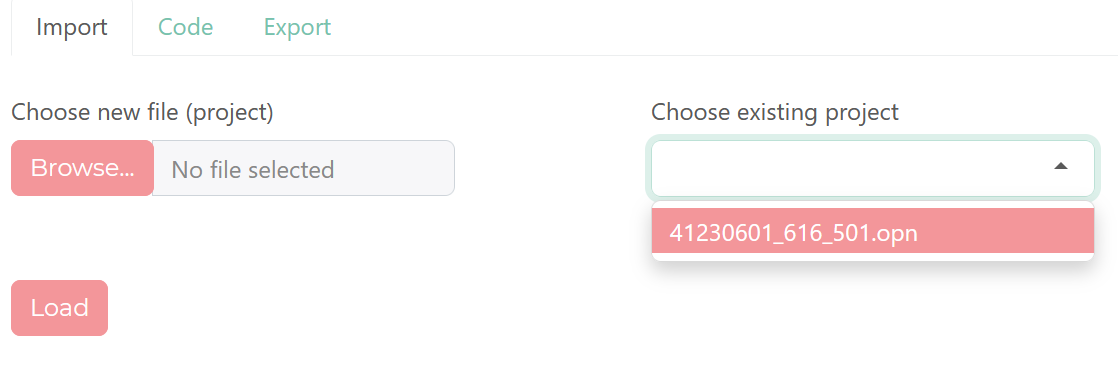 Import Code Export
Choose new file (project) Choose existing project
Browse... No file selected
41230601_616_501.opn
Load